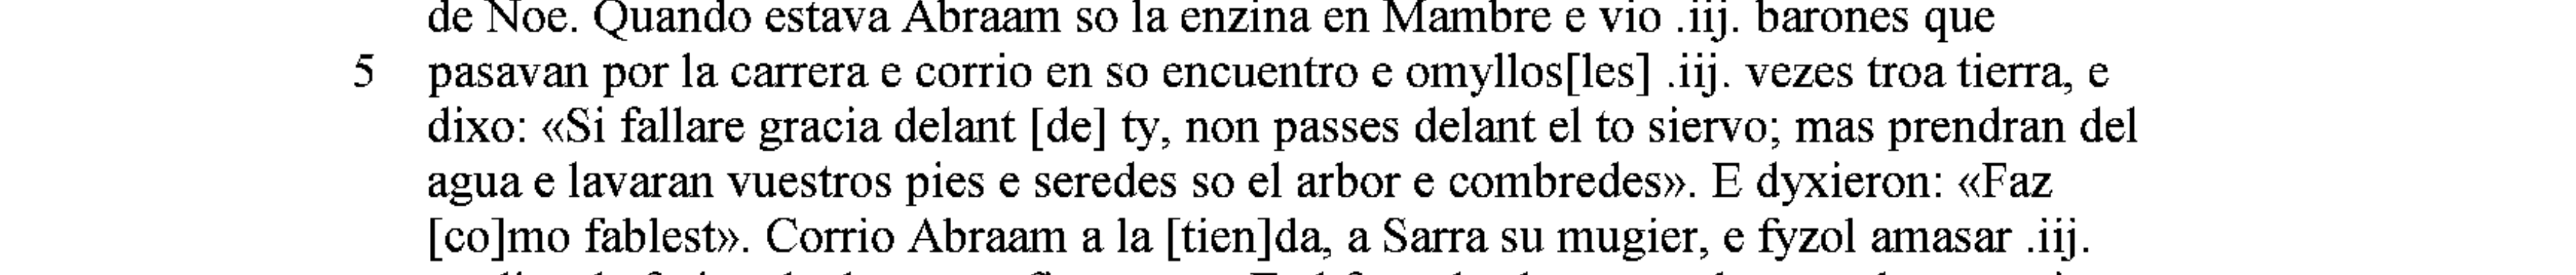 de Noe. Quando estava Abraam so la enzina en Mambre e vio .iij. barones que
5 pasavan por la carrera e corrio en so encuentro e omyllos[les] .iij. vezes troa tierra, e
dixo: «Si fallare gracia delant [de] ty, non passes delant el to siervo; mas prendran del
agua e lavaran vuestros pies e seredes so el arbor e combredes». E dyxieron: «Faz
[co]mo fablest». Corrio Abraam a la [tien]da, a Sarra su mugier, e fyzol amasar .iij.